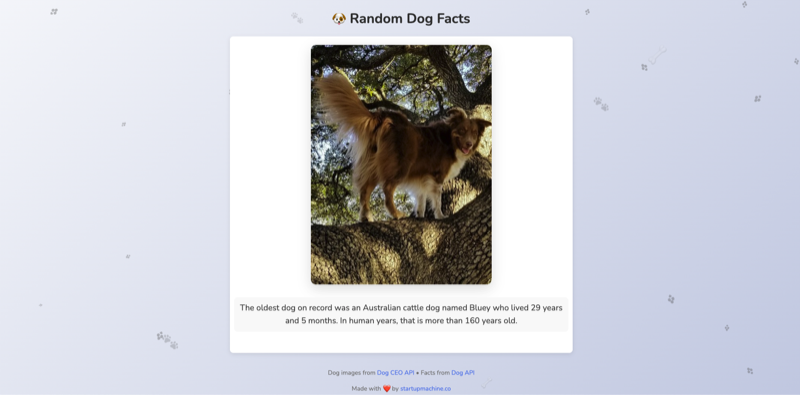 🐶 Random Dog Facts
The oldest dog on record was an Australian cattle dog named Bluey who lived 29 years
and 5 months. In human years, that is more than 160 years old.
Dog images from Dog CEO API • Facts from Dog API
Made with ❤️ by startupmachine.co